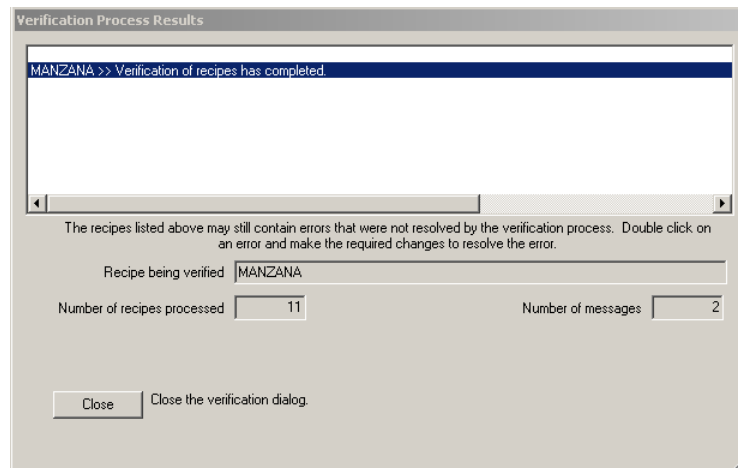 Verification Process Results
MANZANA >> Verification of recipes has completed.
The recipes listed above may still contain errors that were not resolved by the verification process.  Double click on
an error and make the required changes to resolve the error.
Recipe being verified MANZANA
Number of recipes processed 11 Number of messages 2
Close Close the verification dialog.